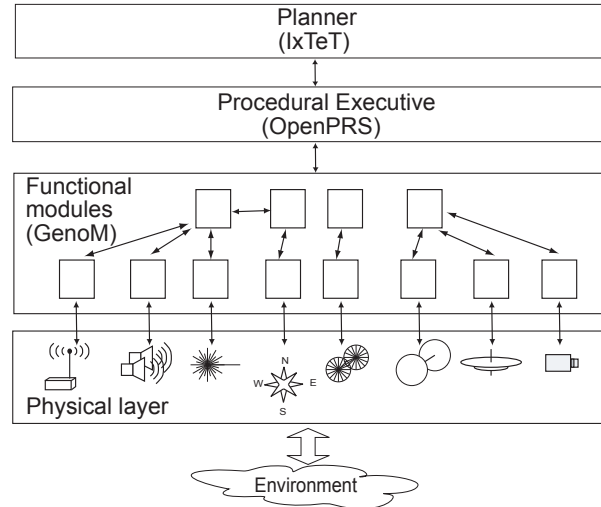 Planner
(IxTeT)
Procedural Executive
(OpenPRS)
Functional
modules
(GenoM)
N
W E
S
Physical layer
Environment